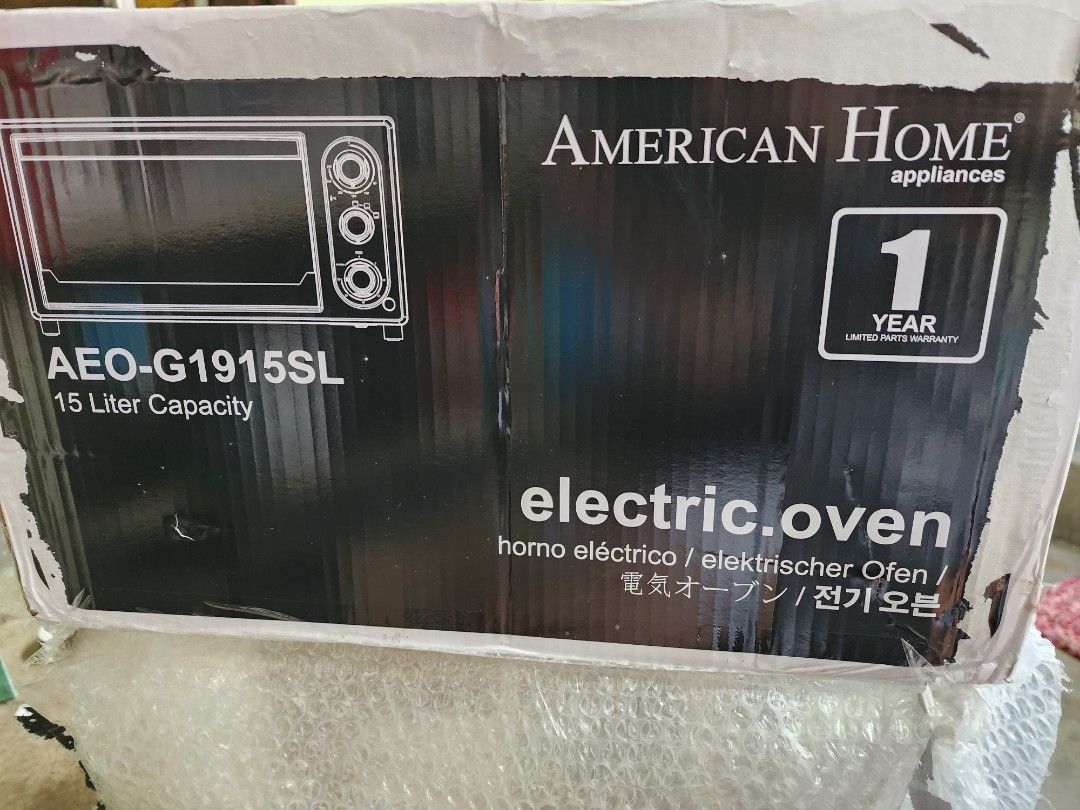 AMERICAN HOME®
appliances
1
YEAR
LIMITED PARTS WARRANTY
AEO-G1915SL
15 Liter Capacity
electric.oven
horno eléctrico / elektrischer Ofen /
電気オーブン / 전기 오븐